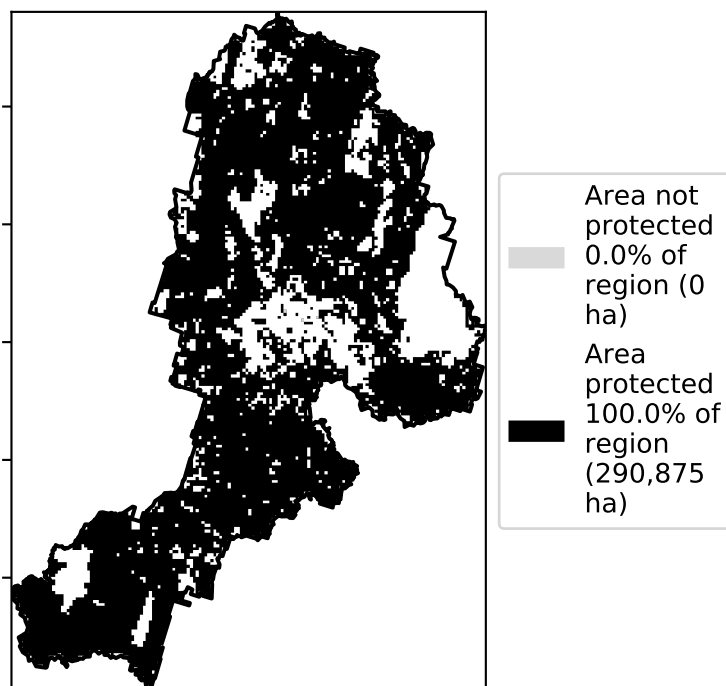 Area not
protected
0.0% of
region (0
ha)
Area
protected
100.0% of
region
(290,875
ha)